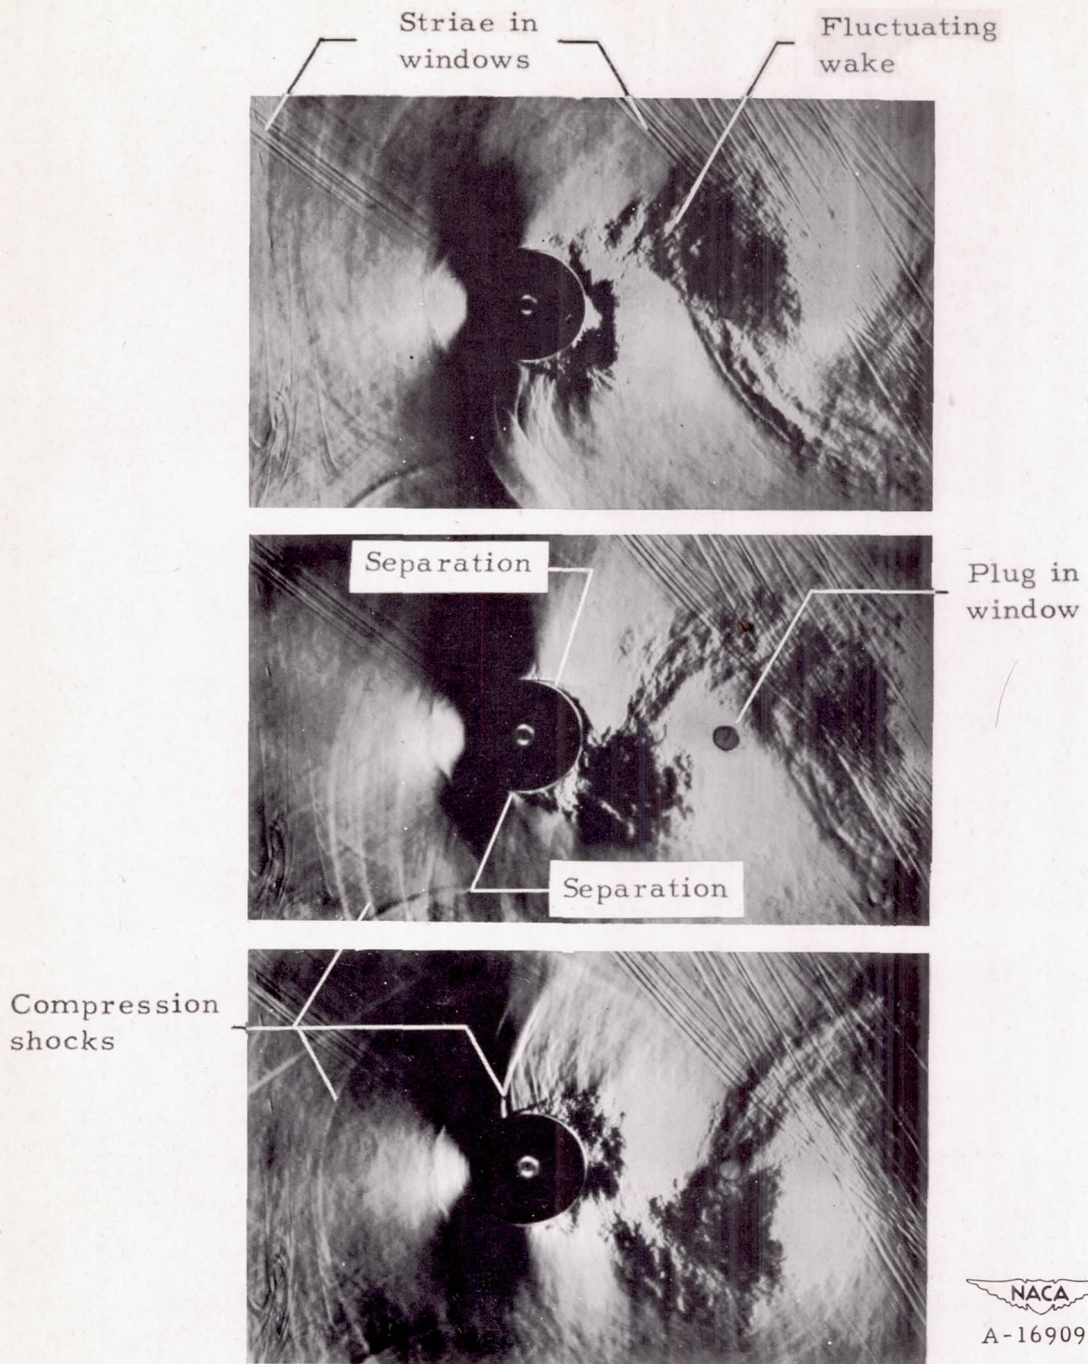 Striae in
windows
Fluctuating
wake
Separation
Plug in
window
Separation
Compression
shocks
NACA
A-16909